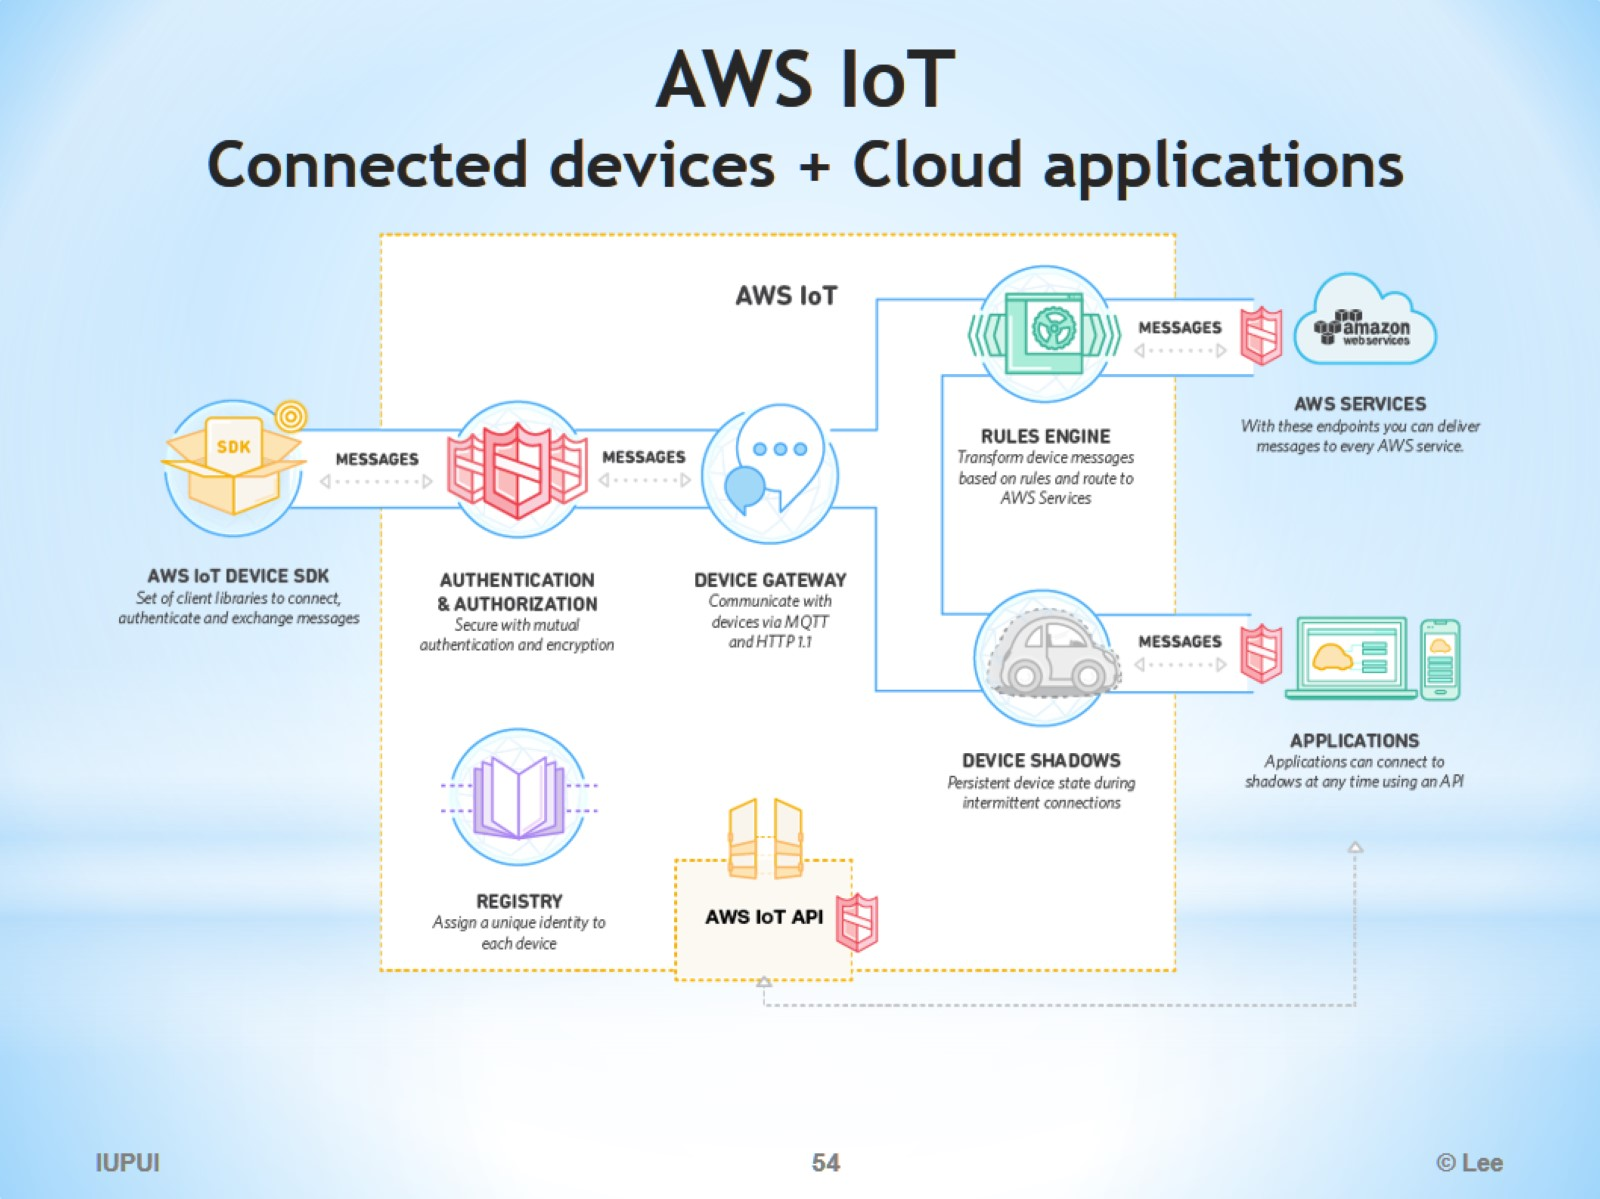 AWS IoT
Connected devices + Cloud applications
AWS IoT
SDK
MESSAGES
MESSAGES
MESSAGES
amazon
webservices
AWS SERVICES
With these endpoints you can deliver
messages to every AWS service.
RULES ENGINE
Transform device messages
based on rules and route to
AWS Services
AWS IoT DEVICE SDK
Set of client libraries to connect,
authenticate and exchange messages
AUTHENTICATION
& AUTHORIZATION
Secure with mutual
authentication and encryption
DEVICE GATEWAY
Communicate with
devices via MQTT
and HTTP 1.1
MESSAGES
DEVICE SHADOWS
Persistent device state during
intermittent connections
APPLICATIONS
Applications can connect to
shadows at any time using an API
REGISTRY
Assign a unique identity to
each device
AWS IoT API
IUPUI
54
© Lee